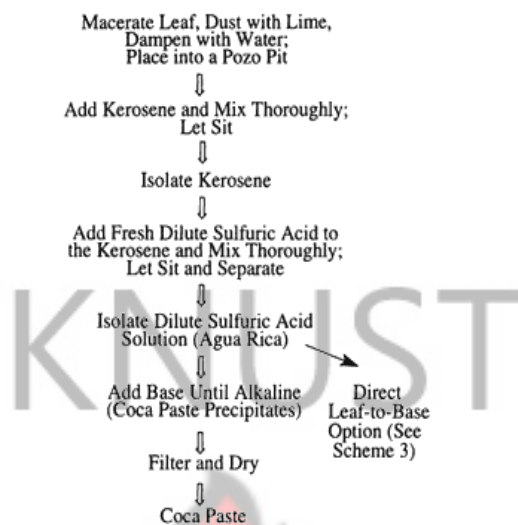 Macerate Leaf, Dust with Lime,
Dampen with Water;
Place into a Pozo Pit
Add Kerosene and Mix Thoroughly;
Let Sit
Isolate Kerosene
Add Fresh Dilute Sulfuric Acid to
the Kerosene and Mix Thoroughly;
Let Sit and Separate
KNUST
Isolate Dilute Sulfuric Acid
Solution (Agua Rica)
Add Base Until Alkaline
(Coca Paste Precipitates)
Direct
Leaf-to-Base
Option (See
Scheme 3)
Filter and Dry
Coca Paste